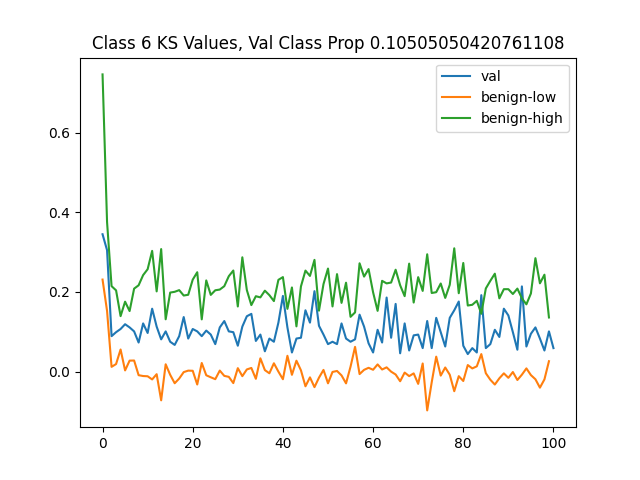 Class 6 KS Values, Val Class Prop 0.10505050420761108
val
benign-low
benign-high
0.6
0.4
0.2
0.0
0 20 40 60 80 100